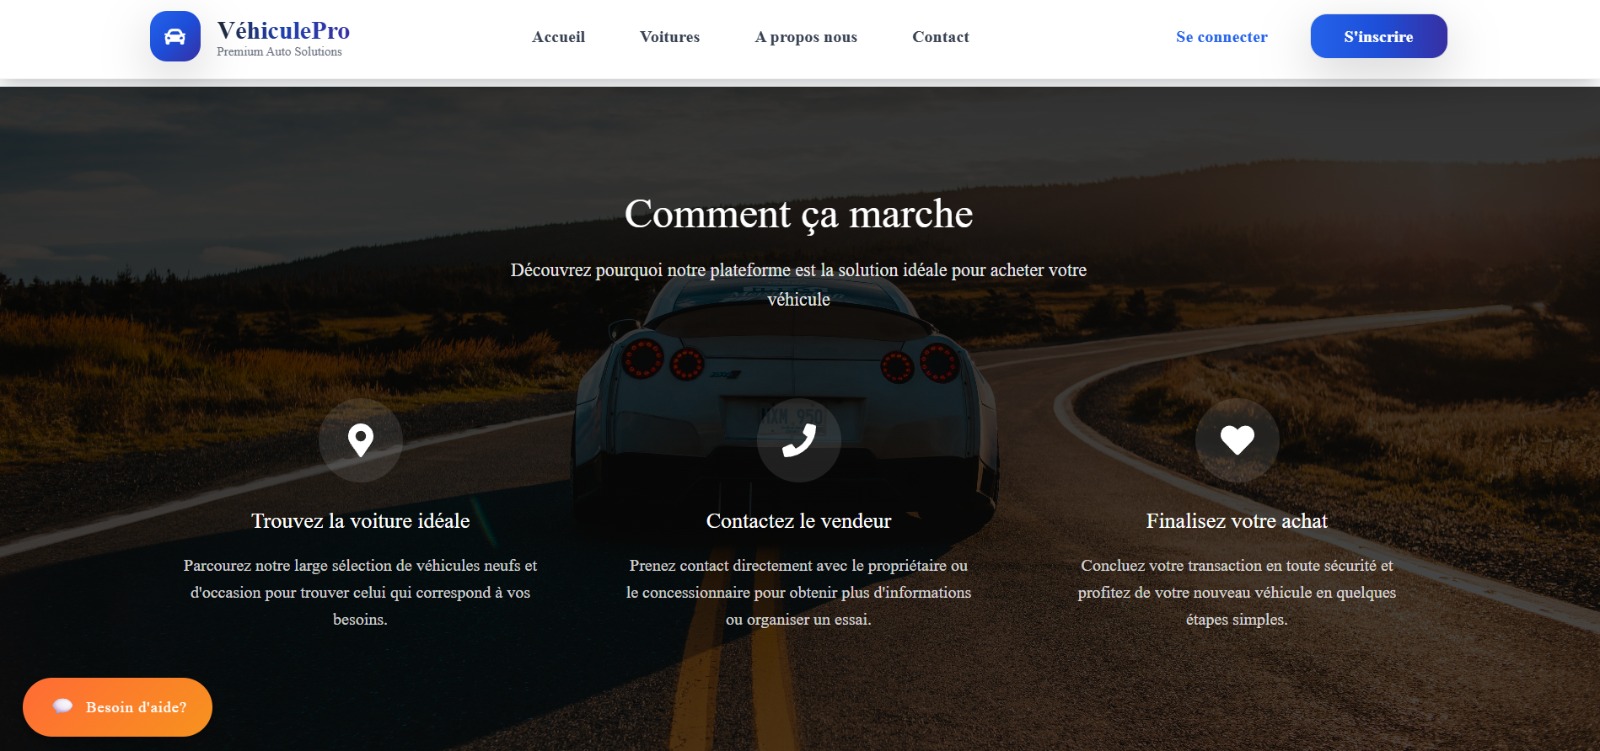 VéhiculePro
Premium Auto Solutions
Accueil
Voitures
A propos nous
Contact
Se connecter
S'inscrire
Comment ça marche
Découvrez pourquoi notre plateforme est la solution idéale pour acheter votre
véhicule
Trouvez la voiture idéale
Parcourez notre large sélection de véhicules neufs et
d'occasion pour trouver celui qui correspond à vos
besoins.
Contactez le vendeur
Prenez contact directement avec le propriétaire ou
le concessionnaire pour obtenir plus d'informations
ou organiser un essai.
Finalisez votre achat
Concluez votre transaction en toute sécurité et
profitez de votre nouveau véhicule en quelques
étapes simples.
Besoin d'aide?